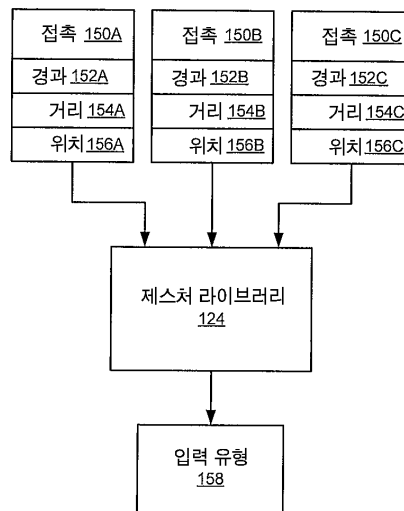 접촉 150A
경과 152A
거리 154A
위치 156A
접촉 150B
경과 152B
거리 154B
위치 156B
접촉 150C
경과 152C
거리 154C
위치 156C
제스처 라이브러리
124
입력 유형
158